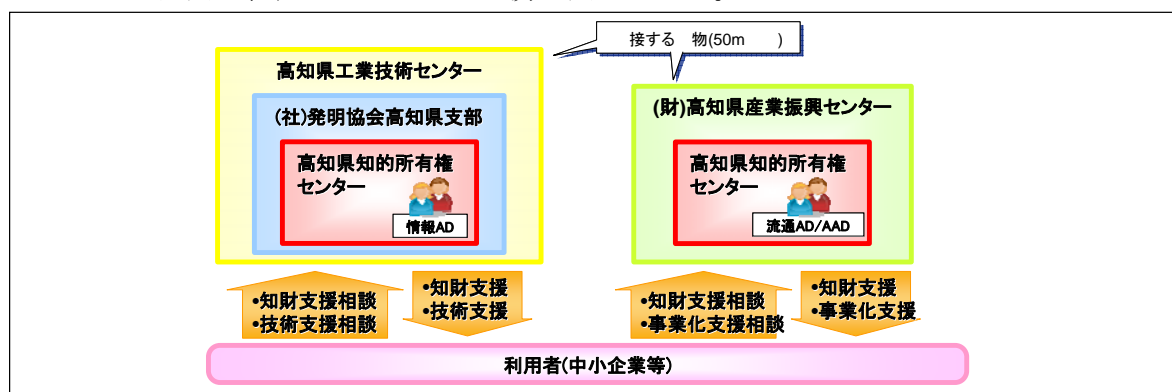 接する 物(50m )
高知県工業技術センター
(社)発明協会高知県支部
高知県知的所有権
センター
情報AD
(財)高知県産業振興センター
高知県知的所有権
センター
流通AD/AAD
•知財支援相談
•技術支援相談
•知財支援
•技術支援
•知財支援相談
•事業化支援相談
•知財支援
•事業化支援
利用者(中小企業等)